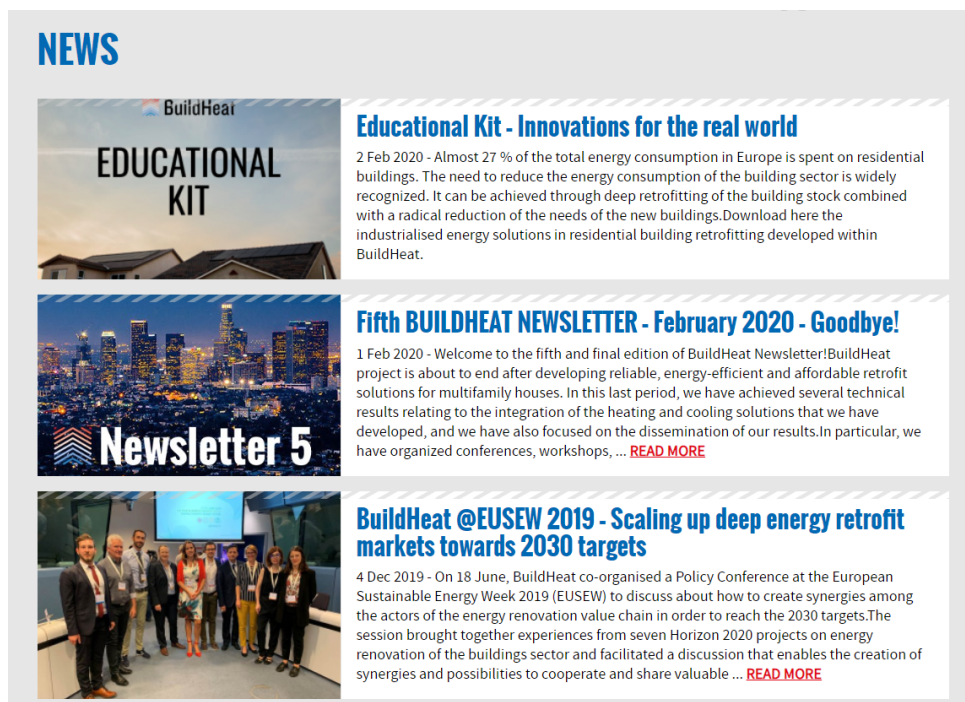 NEWS
BuildHeat
EDUCATIONAL
KIT
Educational Kit - Innovations for the real world
2 Feb 2020 - Almost 27 % of the total energy consumption in Europe is spent on residential
buildings. The need to reduce the energy consumption of the building sector is widely
recognized. It can be achieved through deep retrofitting of the building stock combined
with a radical reduction of the needs of the new buildings.Download here the
industrialised energy solutions in residential building retrofitting developed within
BuildHeat.
Newsletter 5
Fifth BUILDHEAT NEWSLETTER - February 2020 - Goodbye!
1 Feb 2020 - Welcome to the fifth and final edition of BuildHeat Newsletter!BuildHeat
project is about to end after developing reliable, energy-efficient and affordable retrofit
solutions for multifamily houses. In this last period, we have achieved several technical
results relating to the integration of the heating and cooling solutions that we have
developed, and we have also focused on the dissemination of our results.In particular, we
have organized conferences, workshops, ... READ MORE
BuildHeat @EUSEW 2019 - Scaling up deep energy retrofit
markets towards 2030 targets
4 Dec 2019 - On 18 June, BuildHeat co-organised a Policy Conference at the European
Sustainable Energy Week 2019 (EUSEW) to discuss about how to create synergies among
the actors of the energy renovation value chain in order to reach the 2030 targets.The
session brought together experiences from seven Horizon 2020 projects on energy
renovation of the buildings sector and facilitated a discussion that enables the creation of
synergies and possibilities to cooperate and share valuable ... READ MORE